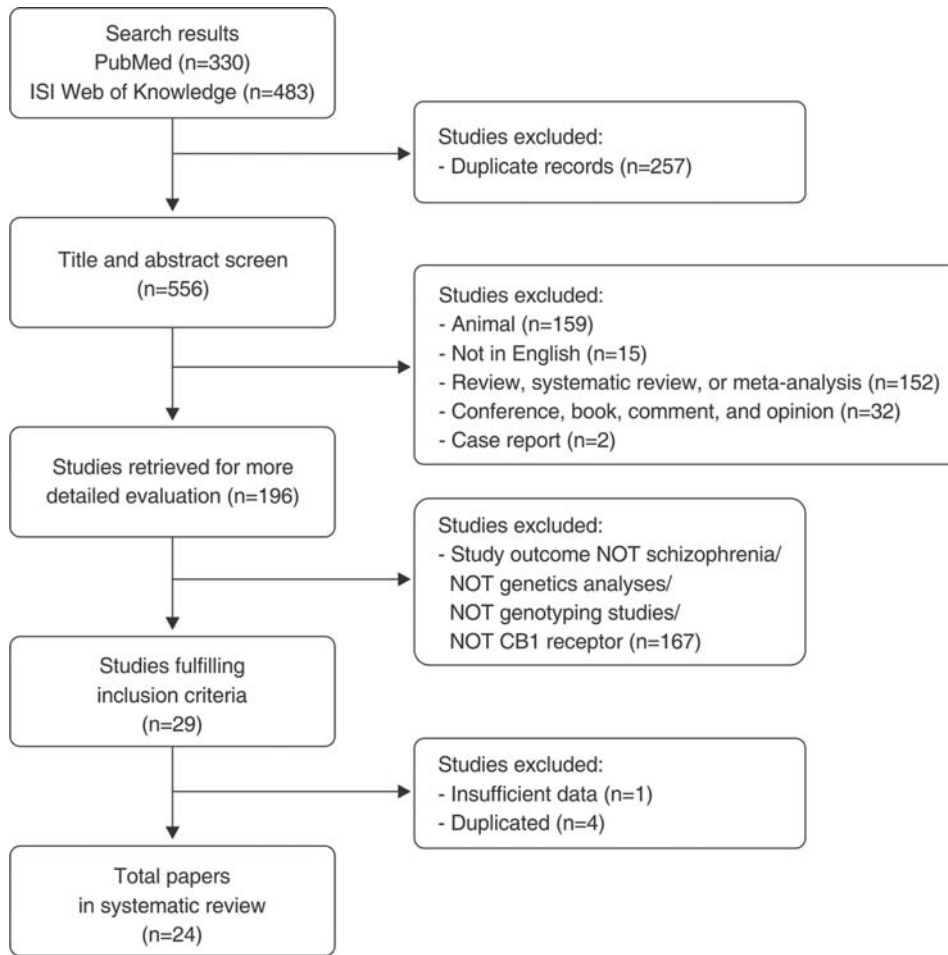 Search results
PubMed (n=330)
ISI Web of Knowledge (n=483)
Studies excluded:
- Duplicate records (n=257)
Title and abstract screen
(n=556)
Studies excluded:
- Animal (n=159)
- Not in English (n=15)
- Review, systematic review, or meta-analysis (n=152)
- Conference, book, comment, and opinion (n=32)
- Case report (n=2)
Studies retrieved for more
detailed evaluation (n=196)
Studies excluded:
- Study outcome NOT schizophrenia/
NOT genetics analyses/
NOT genotyping studies/
NOT CB1 receptor (n=167)
Studies fulfilling
inclusion criteria
(n=29)
Studies excluded:
- Insufficient data (n=1)
- Duplicated (n=4)
Total papers
in systematic review
(n=24)